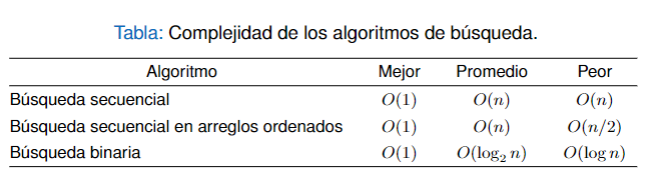 Tabla: Complejidad de los algoritmos de búsqueda.
Algoritmo Mejor Promedio Peor
Búsqueda secuencial O(1) O(n) O(n)
Búsqueda secuencial en arreglos ordenados O(1) O(n) O(n/2)
Búsqueda binaria O(1) O(log₂ n) O(log n)